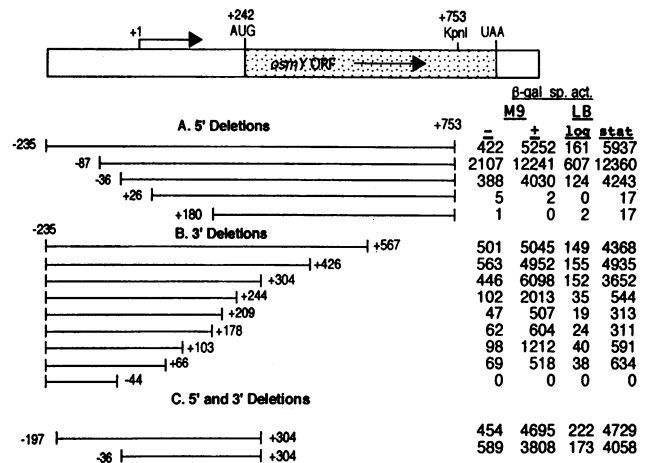 +242 +753
+1 AUG KpnI UAA
osmY ORF
β-gal sp. act.
M9 LB
A. 5' Deletions +753 - + log stat
-235 422 5252 161 5937
-87 2107 12241 607 12360
-36 388 4030 124 4243
+26 5 2 0 17
+180 1 0 2 17
B. 3' Deletions
-235
+567 501 5045 149 4368
+426 563 4952 155 4935
+304 446 6098 152 3652
+244 102 2013 35 544
+209 47 507 19 313
+178 62 604 24 311
+103 98 1212 40 591
+66 69 518 38 634
-44 0 0 0 0
C. 5' and 3' Deletions
-197 +304 454 4695 222 4729
-36 +304 589 3808 173 4058